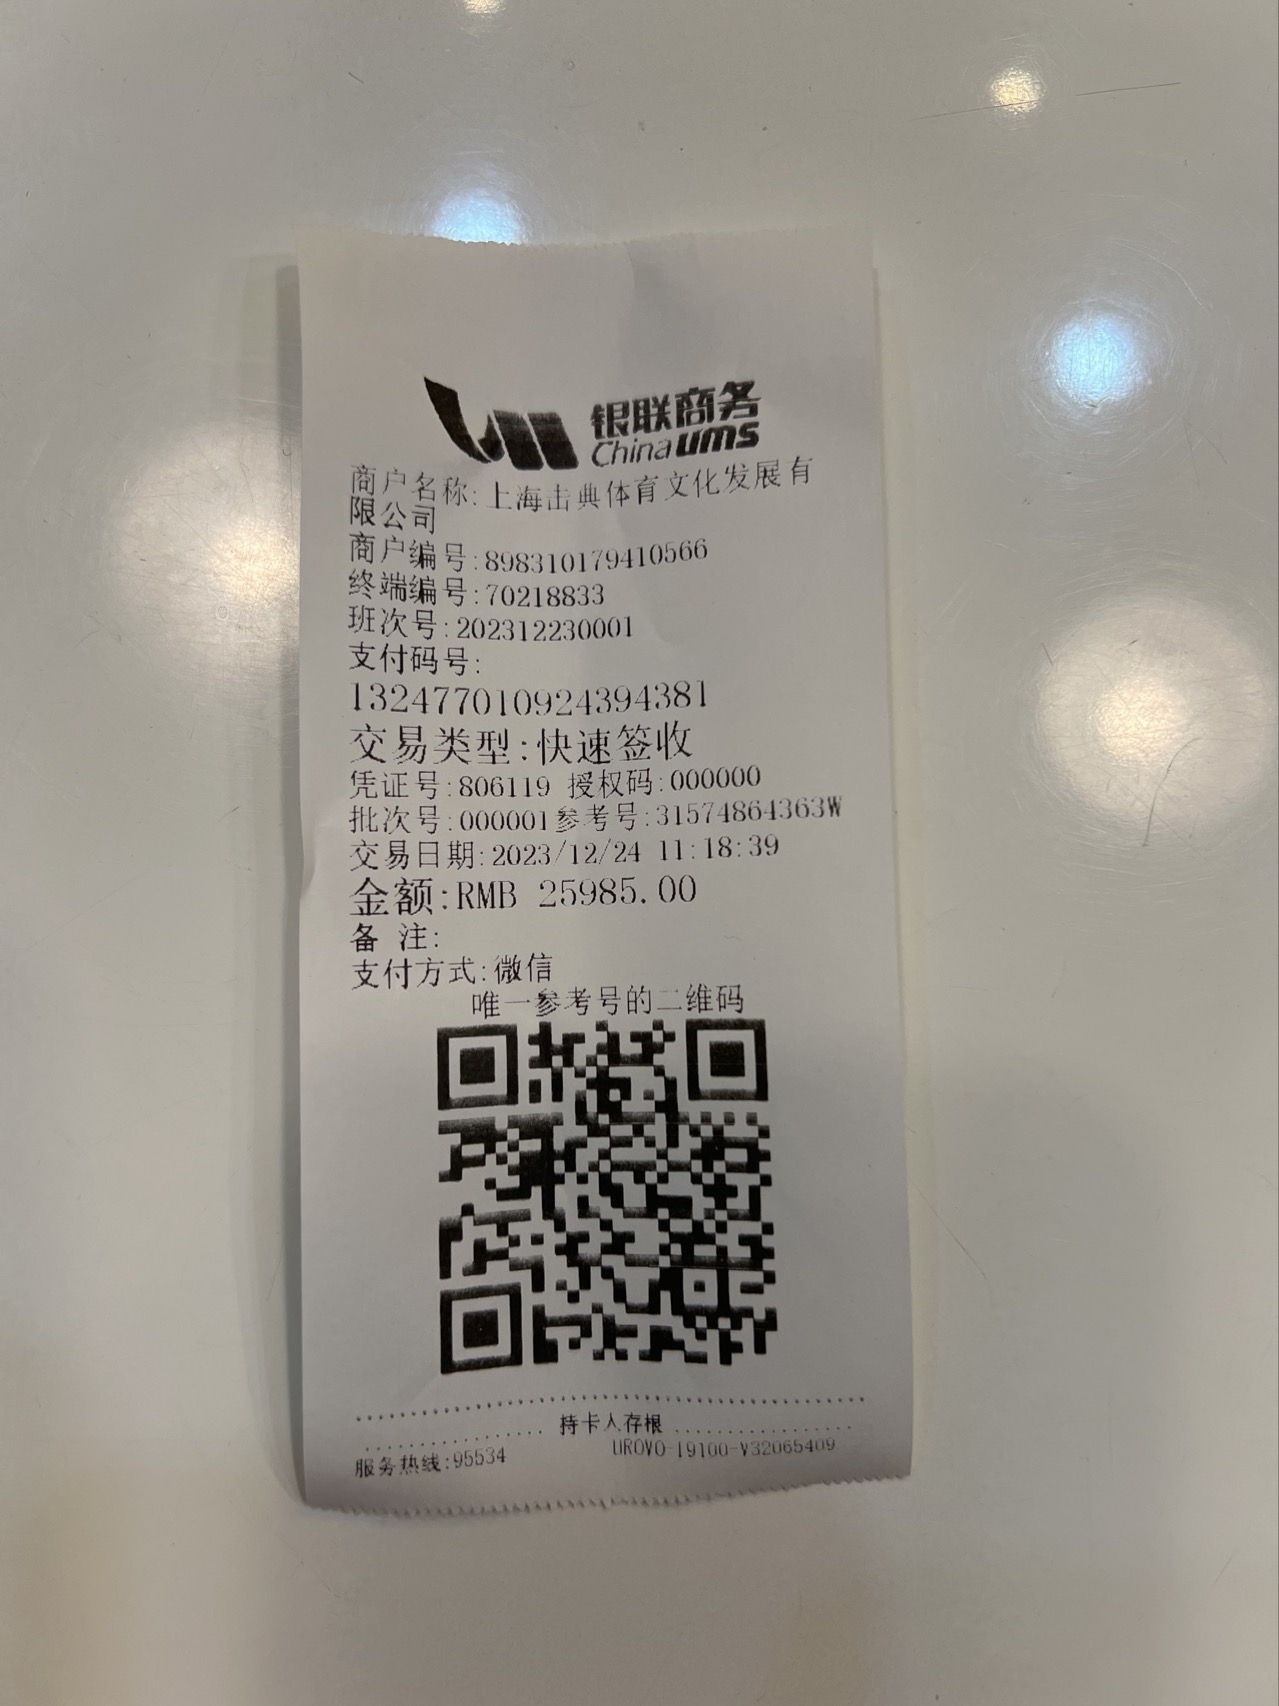 银联商务
China ums
商户名称:上海击典体育文化发展有
限公司
商户编号:898310179410566
终端编号:70218833
班次号:202312230001
支付码号:
132477010924394381
交易类型:快速签收
凭证号:806119 授权码:000000
批次号:000001参考号:31574864363W
交易日期:2023/12/24 11:18:39
金额:RMB 25985.00
备 注:
支付方式:微信
唯一参考号的二维码
持卡人存根
服务热线:95534 UROVO-I9100-V32065409